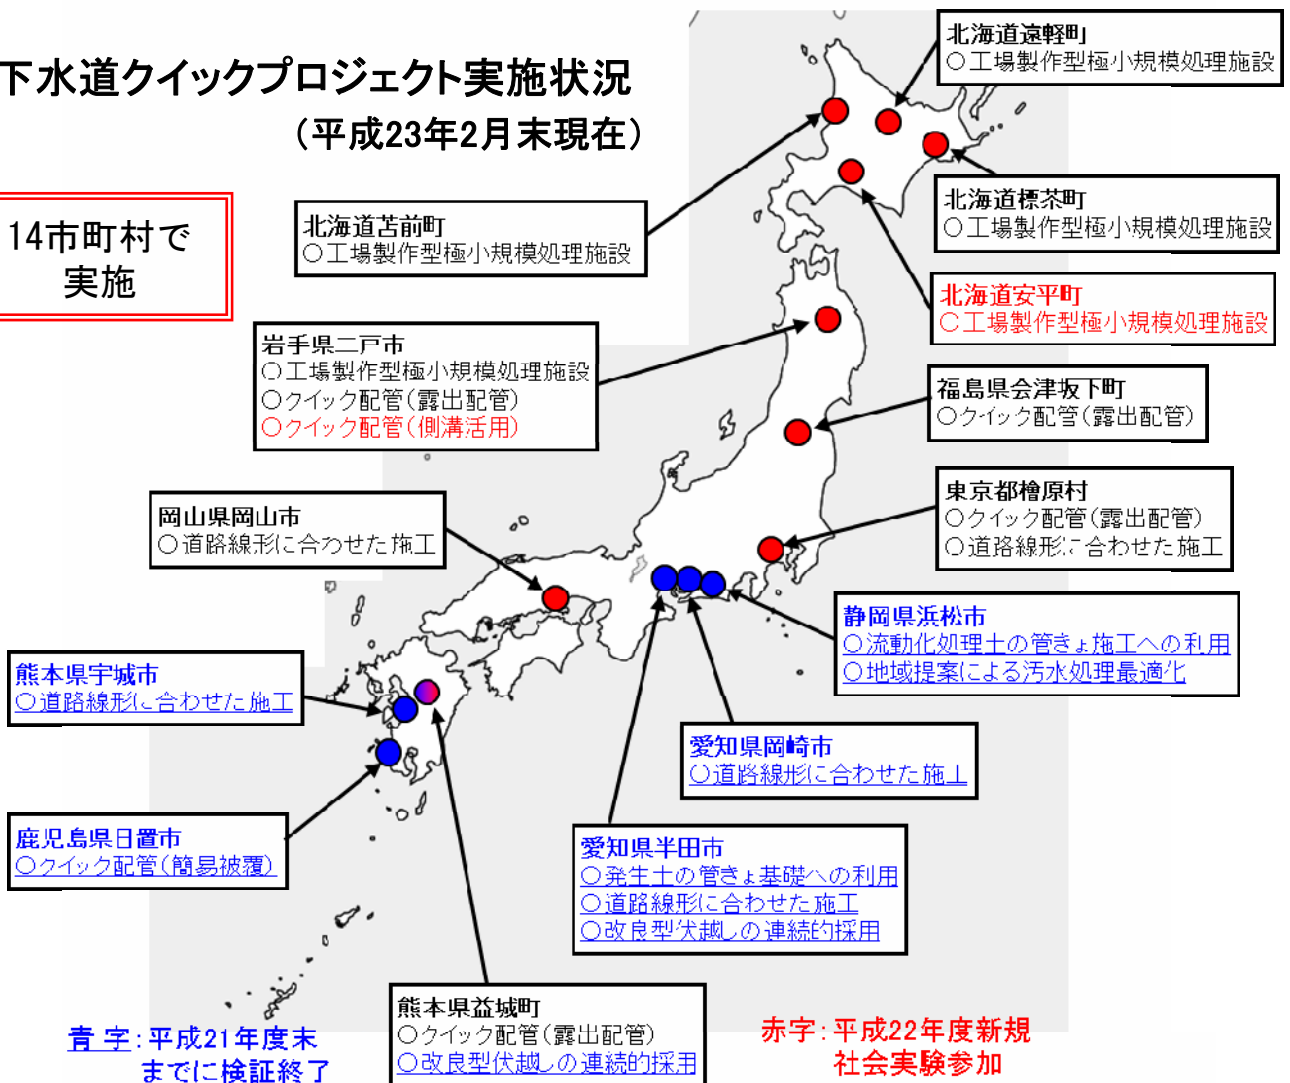 下水道クイックプロジェクト実施状況
（平成23年2月末現在）
14市町村で
実施
北海道遠軽町
○工場製作型極小規模処理施設
北海道苫前町
○工場製作型極小規模処理施設
北海道標茶町
○工場製作型極小規模処理施設
北海道安平町
○工場製作型極小規模処理施設
岩手県二戸市
○工場製作型極小規模処理施設
○クイック配管（露出配管）
○クイック配管（側溝活用）
福島県会津坂下町
○クイック配管（露出配管）
東京都檜原村
○クイック配管（露出配管）
○道路線形に合わせた施工
岡山県岡山市
○道路線形に合わせた施工
静岡県浜松市
○流動化処理土の管きょ施工への利用
○地域提案による汚水処理最適化
熊本県宇城市
○道路線形に合わせた施工
愛知県岡崎市
○道路線形に合わせた施工
鹿児島県日置市
○クイック配管（簡易被覆）
愛知県半田市
○発生土の管きょ基礎への利用
○道路線形に合わせた施工
○改良型伏越しの連続的採用
熊本県益城町
○クイック配管（露出配管）
○改良型伏越しの連続的採用
青字：平成21年度末
までに検証終了
赤字：平成22年度新規
社会実験参加